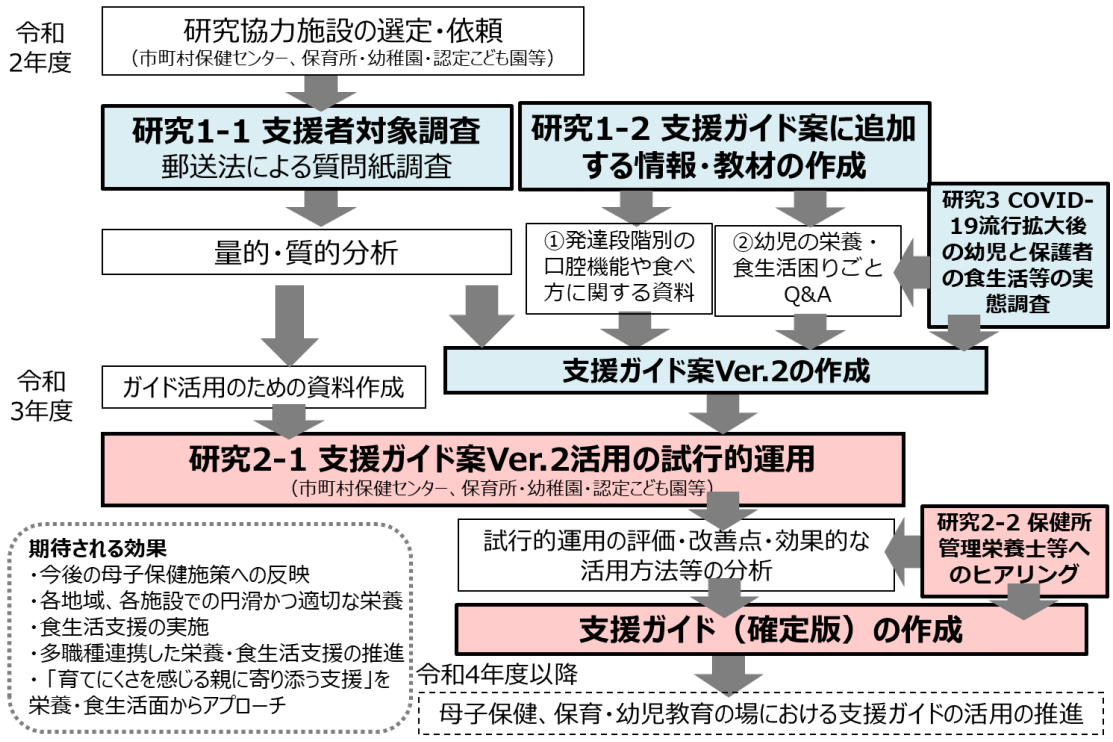 令和
2年度
研究協力施設の選定・依頼
（市町村保健センター、保育所・幼稚園・認定こども園等）
研究1-1 支援者対象調査
郵送法による質問紙調査
研究1-2 支援ガイド案に追加
する情報・教材の作成
研究3 COVID-
19流行拡大後
の幼児と保護者
の食生活等の実
態調査
量的・質的分析
①発達段階別の
口腔機能や食べ
方に関する資料
②幼児の栄養・
食生活困りごと
Q&A
支援ガイド案Ver.2の作成
令和
3年度
ガイド活用のための資料作成
研究2-1 支援ガイド案Ver.2活用の試行的運用
（市町村保健センター、保育所・幼稚園・認定こども園等）
試行的運用の評価・改善点・効果的な
活用方法等の分析
研究2-2 保健所
管理栄養士等へ
のヒアリング
支援ガイド（確定版）の作成
期待される効果
・今後の母子保健施策への反映
・各地域、各施設での円滑かつ適切な栄養
・食生活支援の実施
・多職種連携した栄養・食生活支援の推進
・「育てにくさを感じる親に寄り添う支援」を
栄養・食生活面からアプローチ
令和4年度以降
母子保健、保育・幼児教育の場における支援ガイドの活用の推進